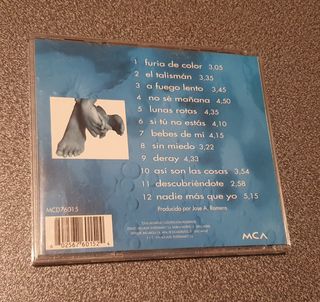 1 furia de color 3,05
2 el talismán 3,35
3 a fuego lento 3,45
4 no sé mañana 4,50
5 lunas rotas 4,35
6 si tú no estás 4,10
7 bebes de mí 4,15
8 sin miedo 3,22
9 deray 4,33
10 así son las cosas 3,54
11 descubriéndote 2,58
12 nadie más que yo 5,15
Producido por Jose A. Romero
MCD76015
MCA